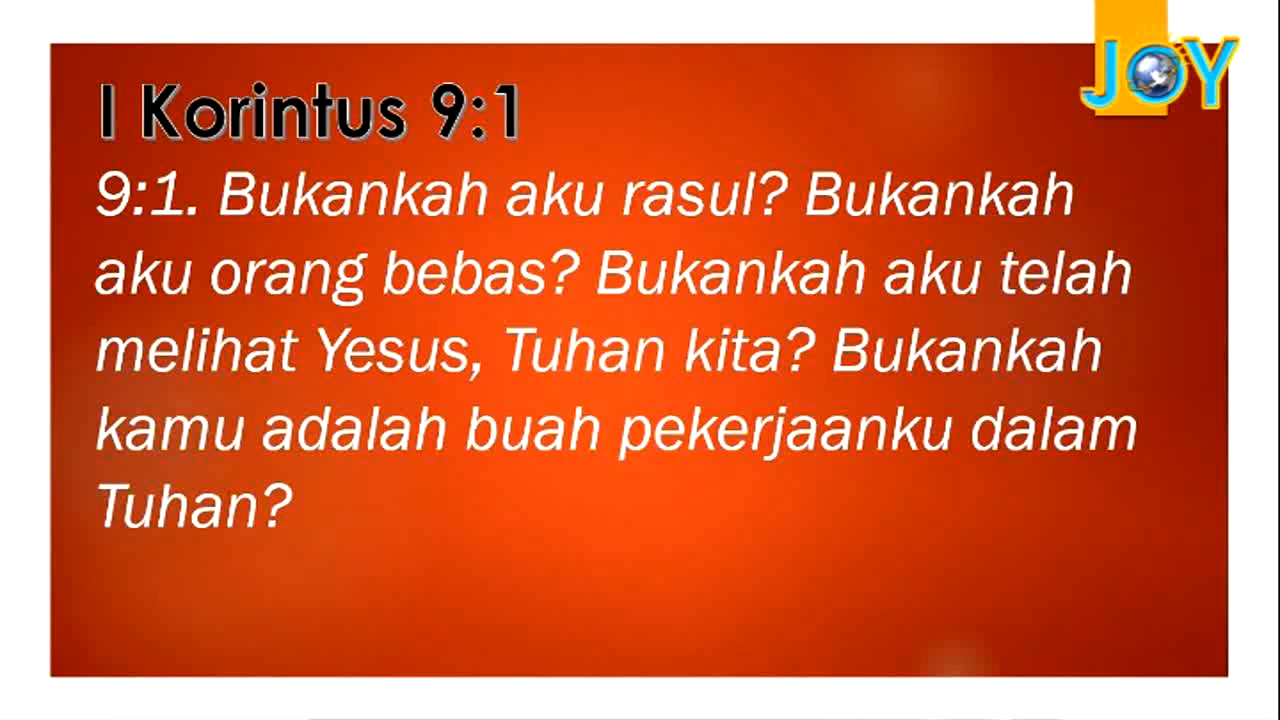 JOY
I Korintus 9:1
9:1. Bukankah aku rasul? Bukankah
aku orang bebas? Bukankah aku telah
melihat Yesus, Tuhan kita? Bukankah
kamu adalah buah pekerjaanku dalam
Tuhan?